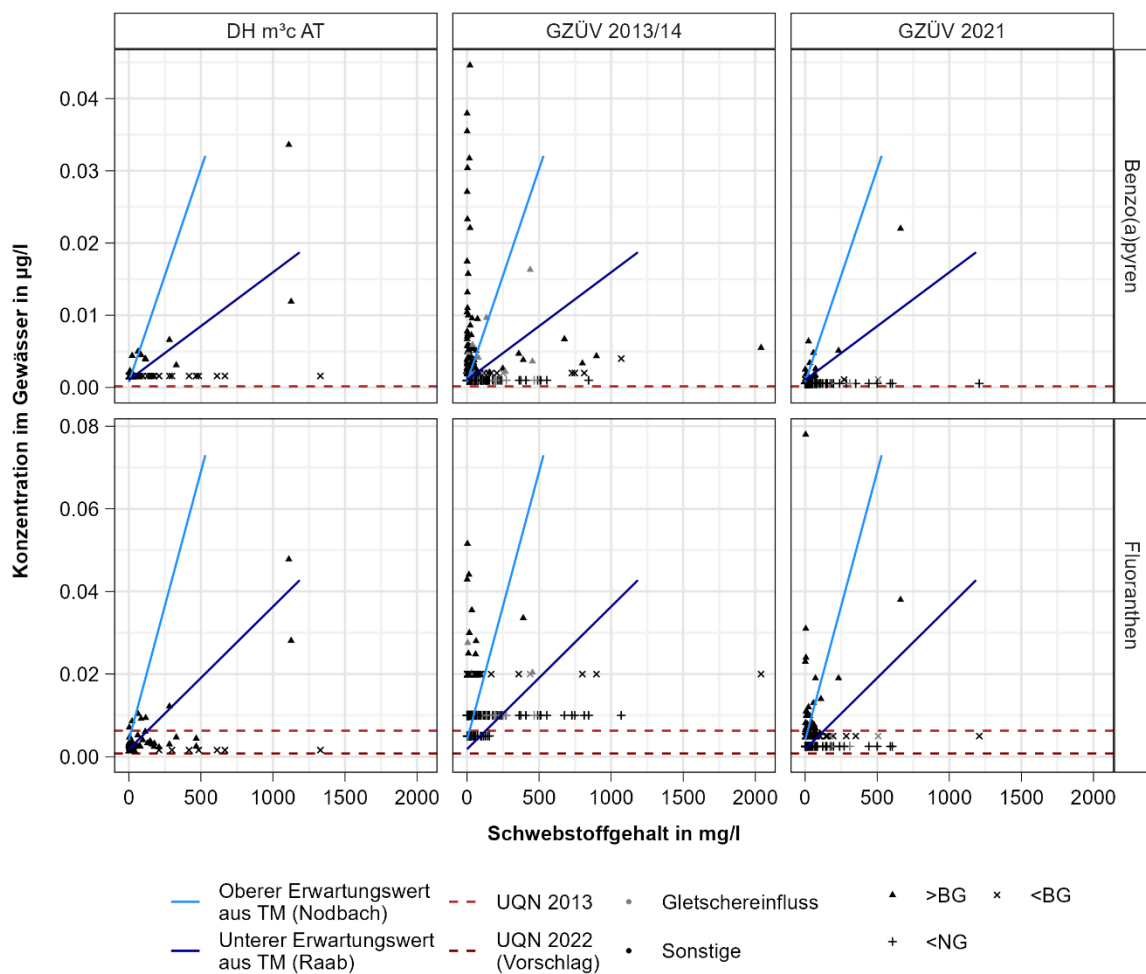 DH m³c AT
GZÜV 2013/14
GZÜV 2021
Konzentration im Gewässer in µg/l
0.04
0.03
0.02
0.01
0.00
Benzo(a)pyren
0.08
0.06
0.04
0.02
0.00
Fluoranthen
0 500 1000 1500 2000
0 500 1000 1500 2000
0 500 1000 1500 2000
Schwebstoffgehalt in mg/l
Oberer Erwartungswert
aus TM (Nodbach)
Unterer Erwartungswert
aus TM (Raab)
UQN 2013
UQN 2022
(Vorschlag)
Gletschereinfluss
Sonstige
>BG
<BG
<NG